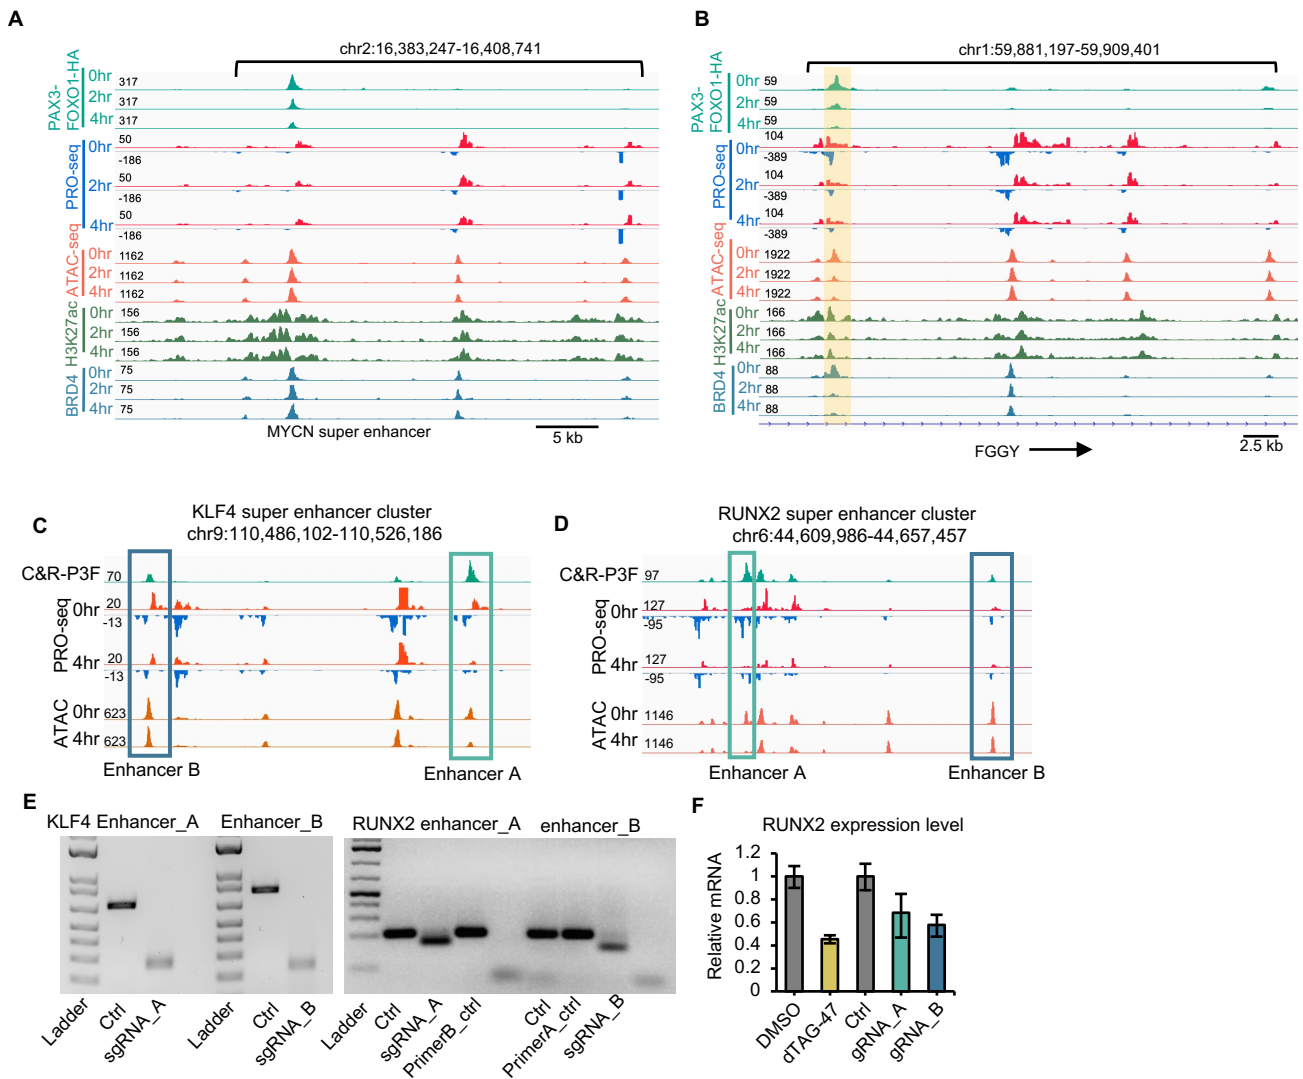 A
chr2:16,383,247-16,408,741
PAX3-
FOXO1-HA
0hr 317
2hr 317
4hr 317
PRO-seq
0hr 50
-186
2hr 50
-186
4hr 50
-186
ATAC-seq
0hr 1162
2hr 1162
4hr 1162
H3K27ac
0hr 156
2hr 156
4hr 156
BRD4
0hr 75
2hr 75
4hr 75
MYCN super enhancer
5 kb
B
chr1:59,881,197-59,909,401
PAX3-
FOXO1-HA
0hr 59
2hr 59
4hr 59
PRO-seq
0hr 104
-389
2hr 104
-389
4hr 104
-389
ATAC-seq
0hr 1922
2hr 1922
4hr 1922
H3K27ac
0hr 166
2hr 166
4hr 166
BRD4
0hr 88
2hr 88
4hr 88
FGGY
2.5 kb
C
KLF4 super enhancer cluster
chr9:110,486,102-110,526,186
C&R-P3F 70
PRO-seq
0hr 20
-13
4hr 20
-13
ATAC
0hr 623
4hr 623
Enhancer B
Enhancer A
D
RUNX2 super enhancer cluster
chr6:44,609,986-44,657,457
C&R-P3F 97
PRO-seq
0hr 127
-95
4hr 127
-95
ATAC
0hr 1146
4hr 1146
Enhancer A
Enhancer B
E
KLF4 Enhancer_A
Enhancer_B
RUNX2 enhancer_A
enhancer_B
Ladder
Ctrl
sgRNA_A
Ladder
Ctrl
sgRNA_B
Ladder
Ctrl
sgRNA_A
PrimerB_ctrl
Ctrl
PrimerA_ctrl
sgRNA_B
F
RUNX2 expression level
Relative mRNA
1.2
1
0.8
0.6
0.4
0.2
0
DMSO
dTAG-47
Ctrl
gRNA_A
gRNA_B